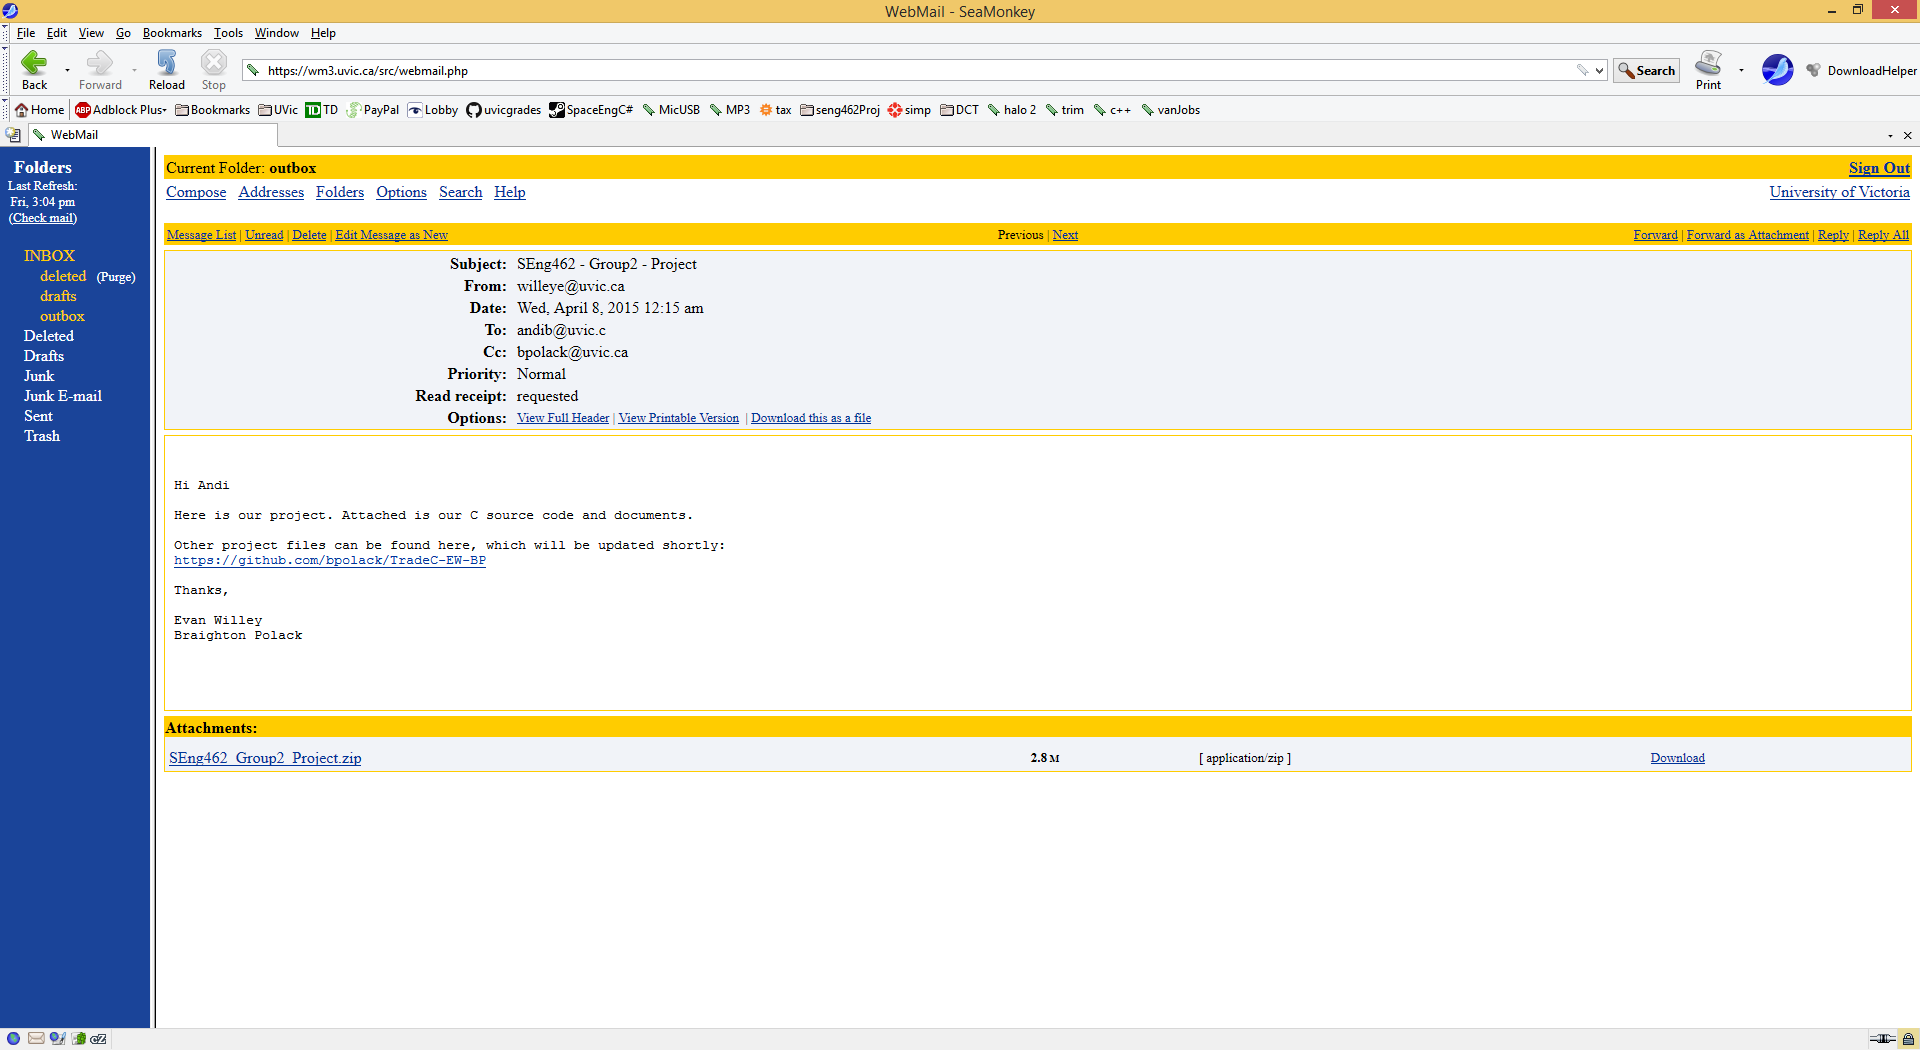 WebMail - SeaMonkey
File Edit View Go Bookmarks Tools Window Help
Back Forward Reload Stop https://wm3.uvic.ca/src/webmail.php Search Print DownloadHelper
Home ABP Adblock Plus Bookmarks UVic TD TD PayPal Lobby uvicgrades SpaceEngC# MicUSB MP3 tax seng462Proj simp DCT halo 2 trim c++ vanJobs
WebMail
Folders
Last Refresh:
Fri, 3:04 pm
(Check mail)
INBOX
deleted (Purge)
drafts
outbox
Deleted
Drafts
Junk
Junk E-mail
Sent
Trash
Current Folder: outbox Sign Out
Compose Addresses Folders Options Search Help University of Victoria
Message List | Unread | Delete | Edit Message as New Previous | Next Forward | Forward as Attachment | Reply | Reply All
Subject: SEng462 - Group2 - Project
From: willeye@uvic.ca
Date: Wed, April 8, 2015 12:15 am
To: andib@uvic.c
Cc: bpolack@uvic.ca
Priority: Normal
Read receipt: requested
Options: View Full Header | View Printable Version | Download this as a file
Hi Andi
Here is our project. Attached is our C source code and documents.
Other project files can be found here, which will be updated shortly:
https://github.com/bpolack/TradeC-EW-BP
Thanks,
Evan Willey
Braighton Polack
Attachments:
SEng462_Group2_Project.zip 2.8 M [ application/zip ] Download
cZ